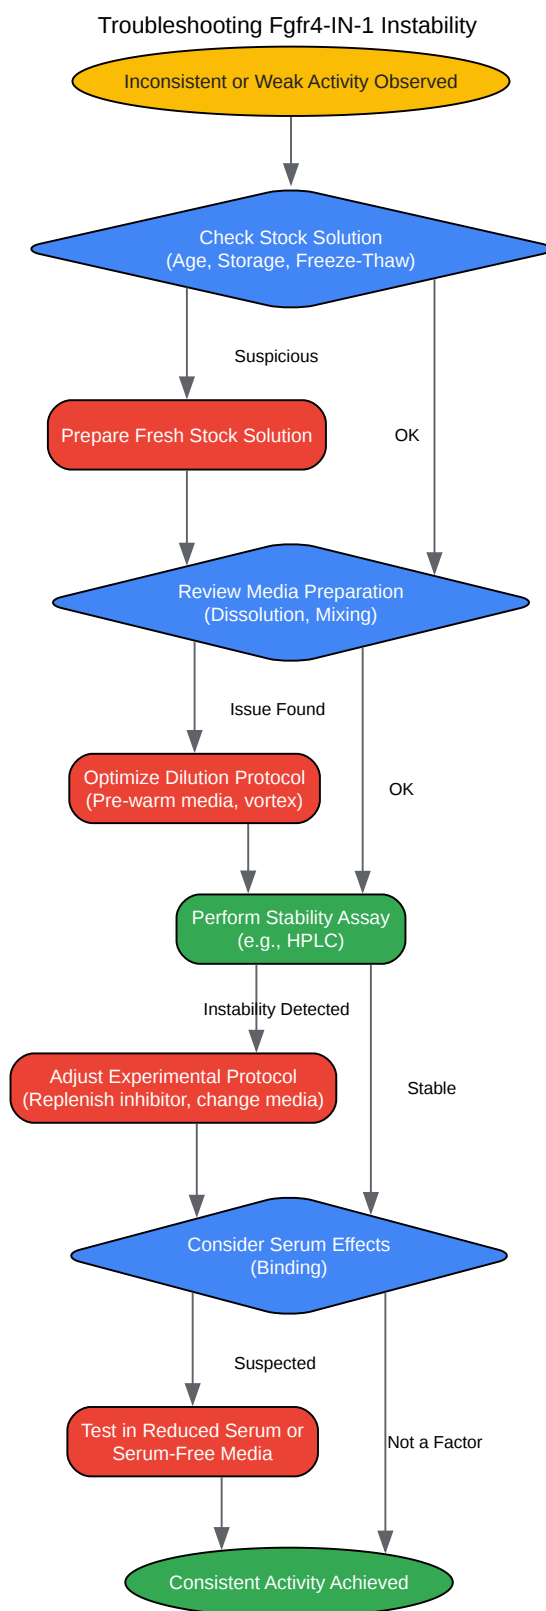 Troubleshooting Fgfr4-IN-1 Instability
Inconsistent or Weak Activity Observed
Check Stock Solution
(Age, Storage, Freeze-Thaw)
Suspicious
Prepare Fresh Stock Solution
OK
Review Media Preparation
(Dissolution, Mixing)
Issue Found
Optimize Dilution Protocol
(Pre-warm media, vortex)
OK
Perform Stability Assay
(e.g., HPLC)
Instability Detected
Adjust Experimental Protocol
(Replenish inhibitor, change media)
Stable
Consider Serum Effects
(Binding)
Suspected
Test in Reduced Serum or
Serum-Free Media
Not a Factor
Consistent Activity Achieved